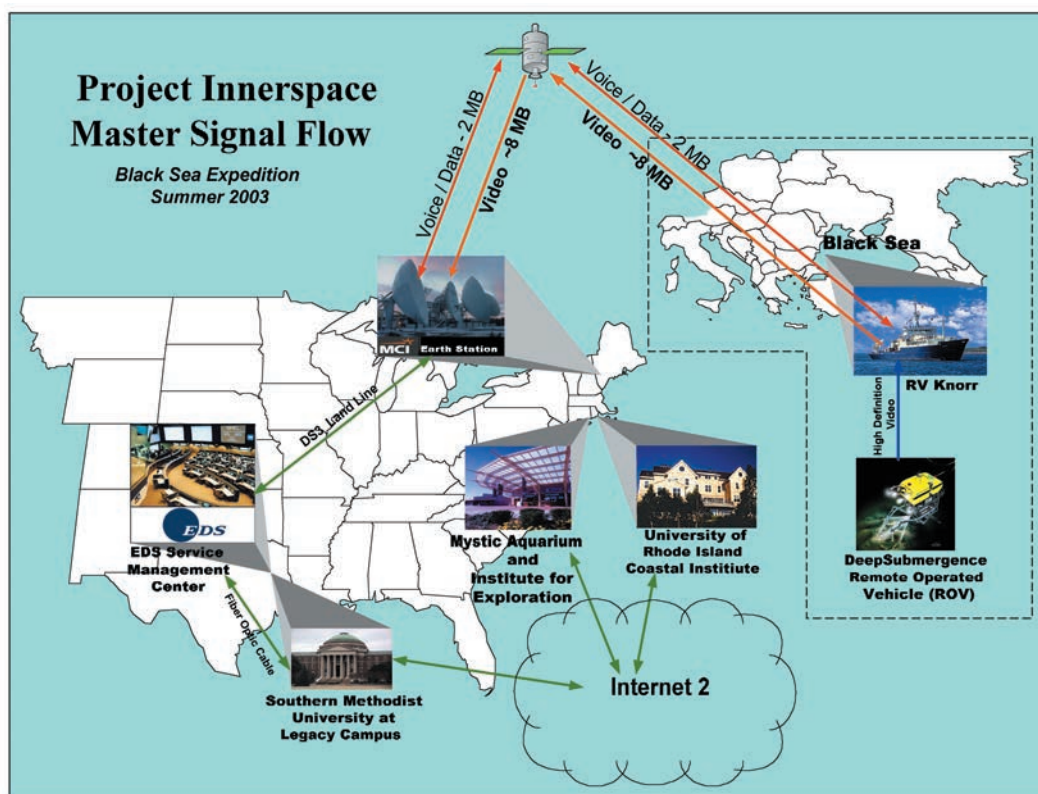 Project Innerspace
Master Signal Flow
Black Sea Expedition
Summer 2003
Voice / Data - 2 MB
Video ~8 MB
Voice / Data - 2 MB
Video ~8 MB
Black Sea
MCI Earth Station
RV Knorr
DS3 Land Line
High Definition
Video
EDS
EDS Service
Management
Center
Mystic Aquarium
and
Institute for
Exploration
University of
Rhode Island
Coastal Institiute
DeepSubmergence
Remote Operated
Vehicle (ROV)
Fiber Optic Cable
Southern Methodist
University at
Legacy Campus
Internet 2